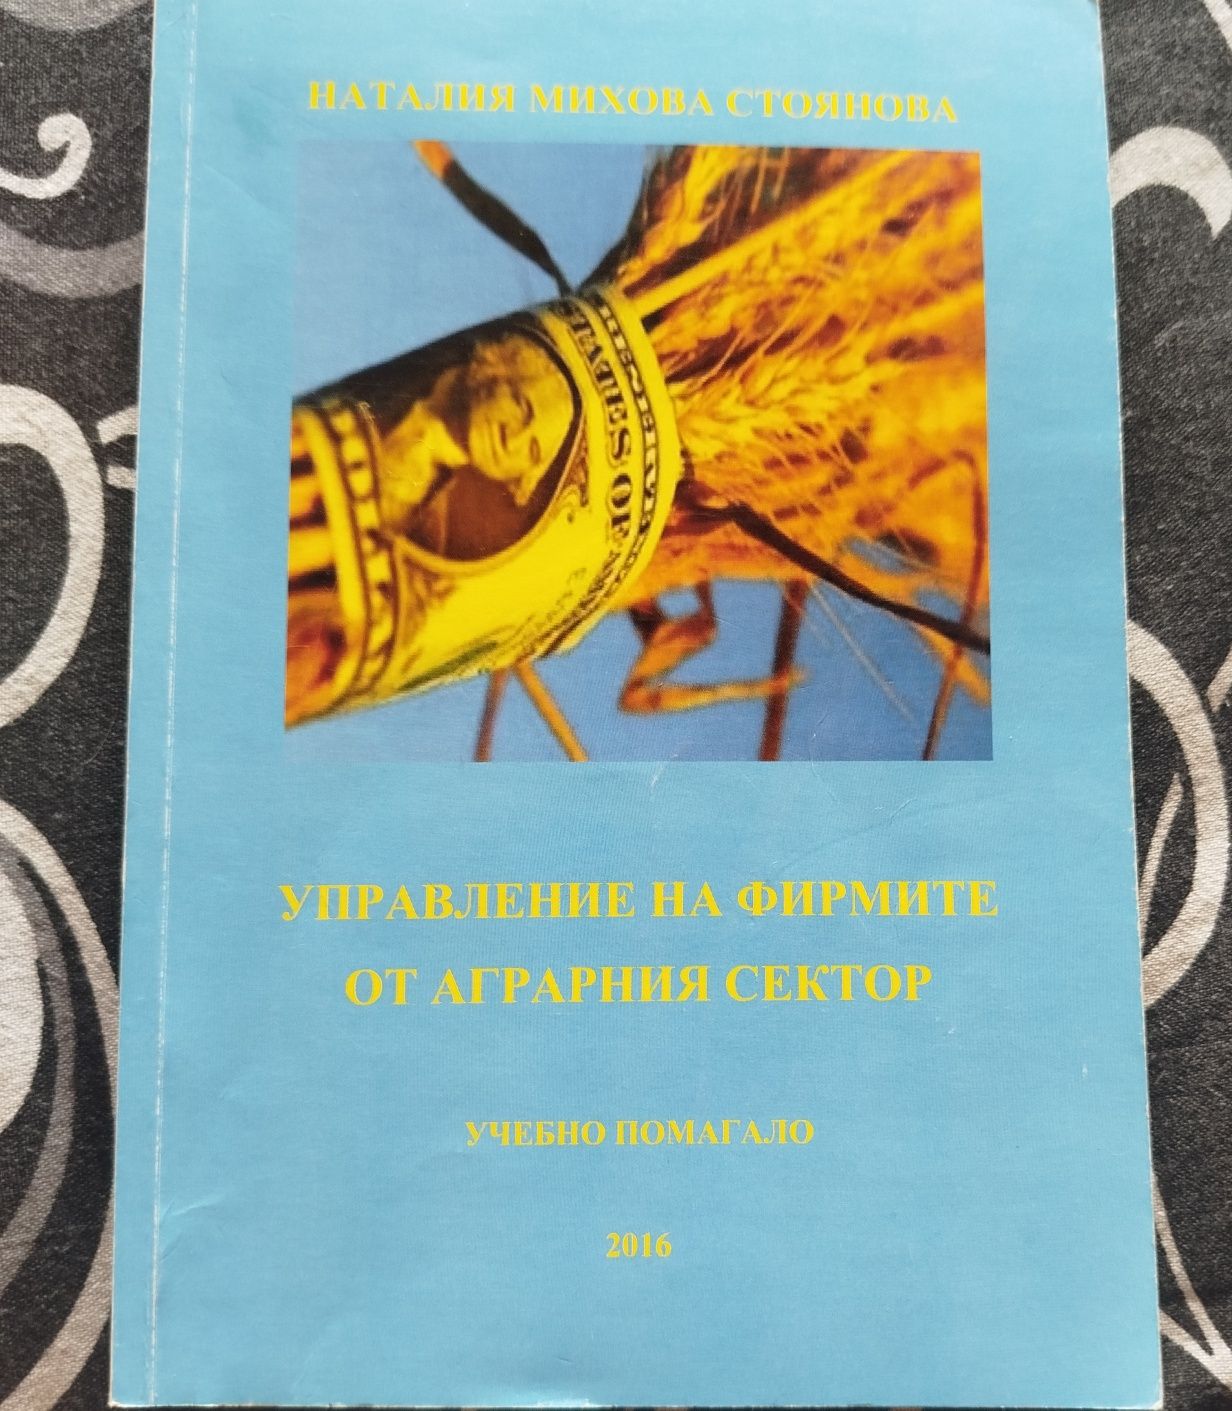 НАТАЛИЯ МИХОВА СТОЯНОВА
УПРАВЛЕНИЕ НА ФИРМИТЕ
ОТ АГРАРНИЯ СЕКТОР
УЧЕБНО ПОМАГАЛО
2016